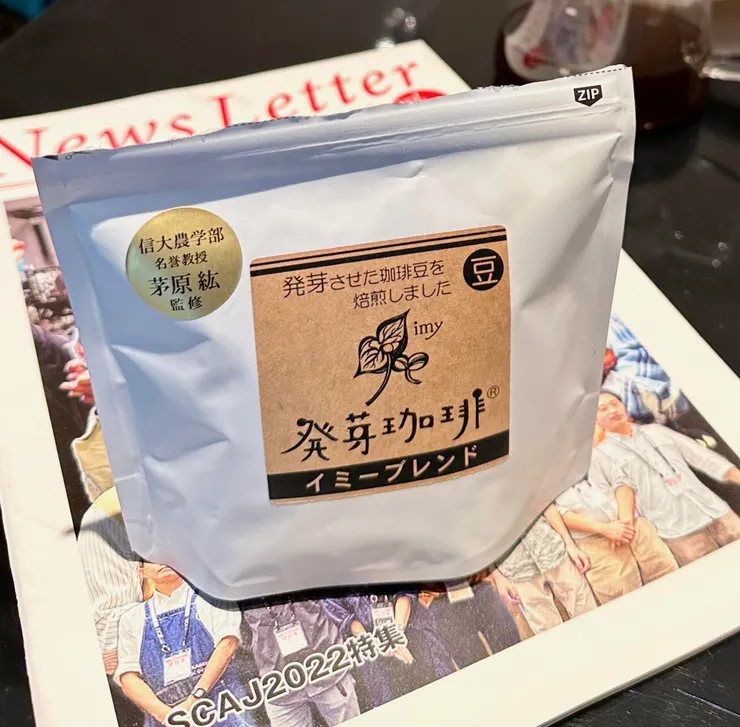 News Letter
ZIP
信大農学部
名誉教授
茅原 紘
監修
発芽させた珈琲豆を
焙煎しました
豆
imy
発芽珈琲®
イミーブレンド
SCAJ2022特集